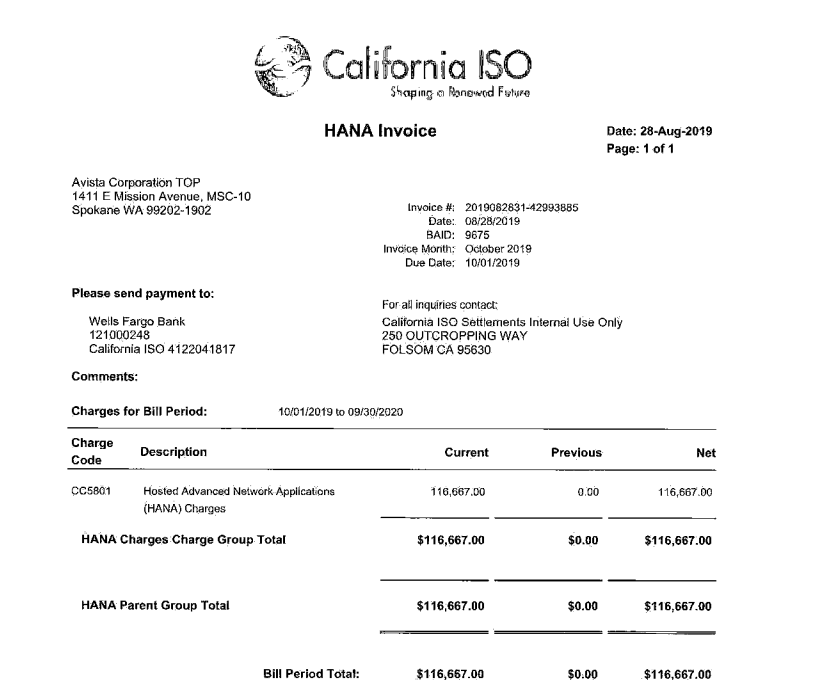 California ISO
Shaping a Renewed Future
HANA Invoice
Date: 28-Aug-2019
Page: 1 of 1
Avista Corporation TOP
1411 E Mission Avenue, MSC-10
Spokane WA 99202-1902
Invoice #: 2019082831-42993885
Date: 08/28/2019
BAID: 9675
Invoice Month: October 2019
Due Date: 10/01/2019
Please send payment to:
Wells Fargo Bank
121000248
California ISO 4122041817
For all inquiries contact:
California ISO Settlements Internal Use Only
250 OUTCROPPING WAY
FOLSOM CA 95630
Comments:
Charges for Bill Period: 10/01/2019 to 09/30/2020
Charge Code Description Current Previous Net
CC5801 Hosted Advanced Network Applications 116,667.00 0.00 116,667.00
(HANA) Charges
HANA Charges Charge Group Total $116,667.00 $0.00 $116,667.00
HANA Parent Group Total $116,667.00 $0.00 $116,667.00
Bill Period Total: $116,667.00 $0.00 $116,667.00